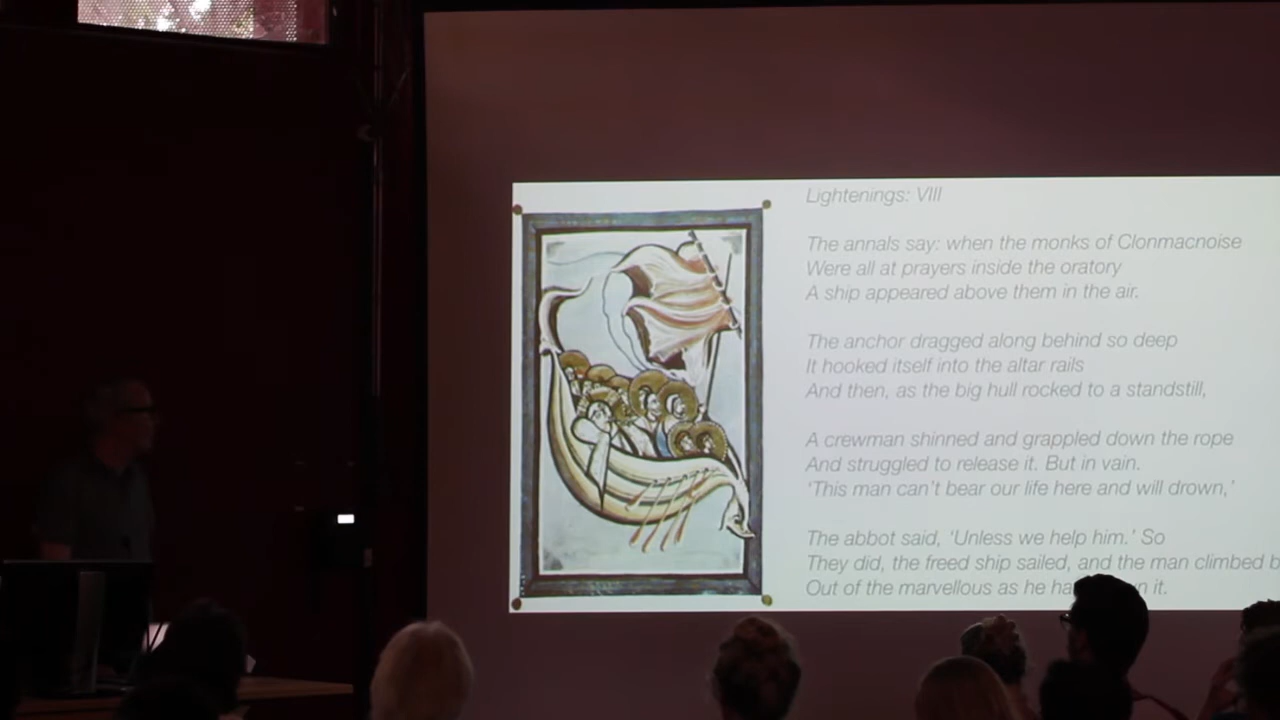 Lightenings: VIII
The annals say: when the monks of Clonmacnoise
Were all at prayers inside the oratory
A ship appeared above them in the air.
The anchor dragged along behind so deep
It hooked itself into the altar rails
And then, as the big hull rocked to a standstill,
A crewman shinned and grappled down the rope
And struggled to release it. But in vain.
‘This man can’t bear our life here and will drown,’
The abbot said, ‘Unless we help him.’ So
They did, the freed ship sailed, and the man climbed
Out of the marvellous as he it.